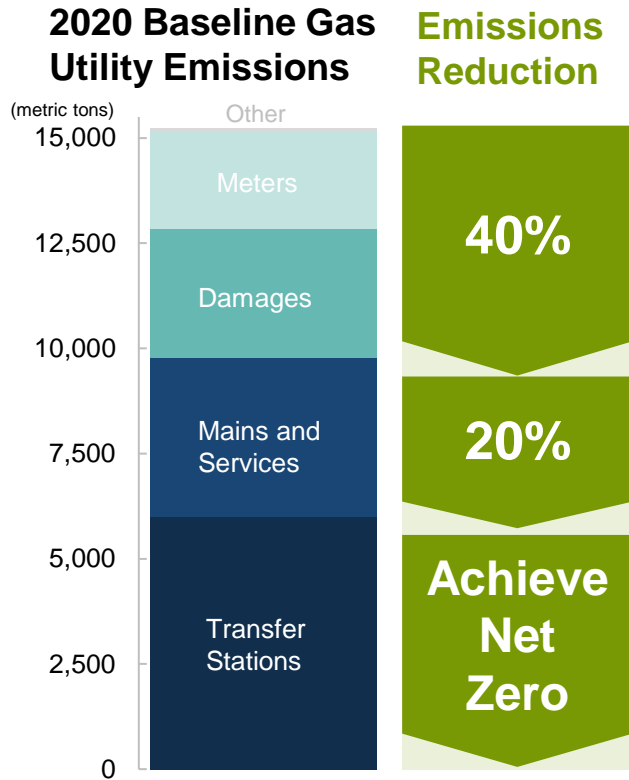 2020 Baseline Gas
Utility Emissions
Emissions
Reduction
(metric tons)
15,000
12,500
10,000
7,500
5,000
2,500
0
Other
Meters
Damages
Mains and
Services
Transfer
Stations
40%
20%
Achieve
Net
Zero